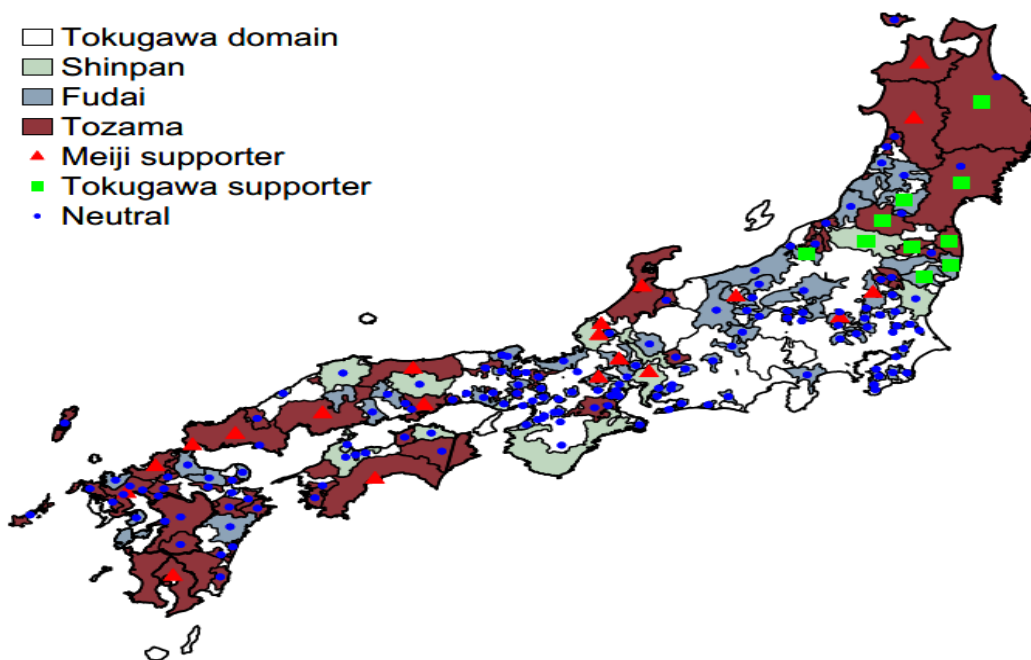 Tokugawa domain
Shinpan
Fudai
Tozama
Meiji supporter
Tokugawa supporter
Neutral